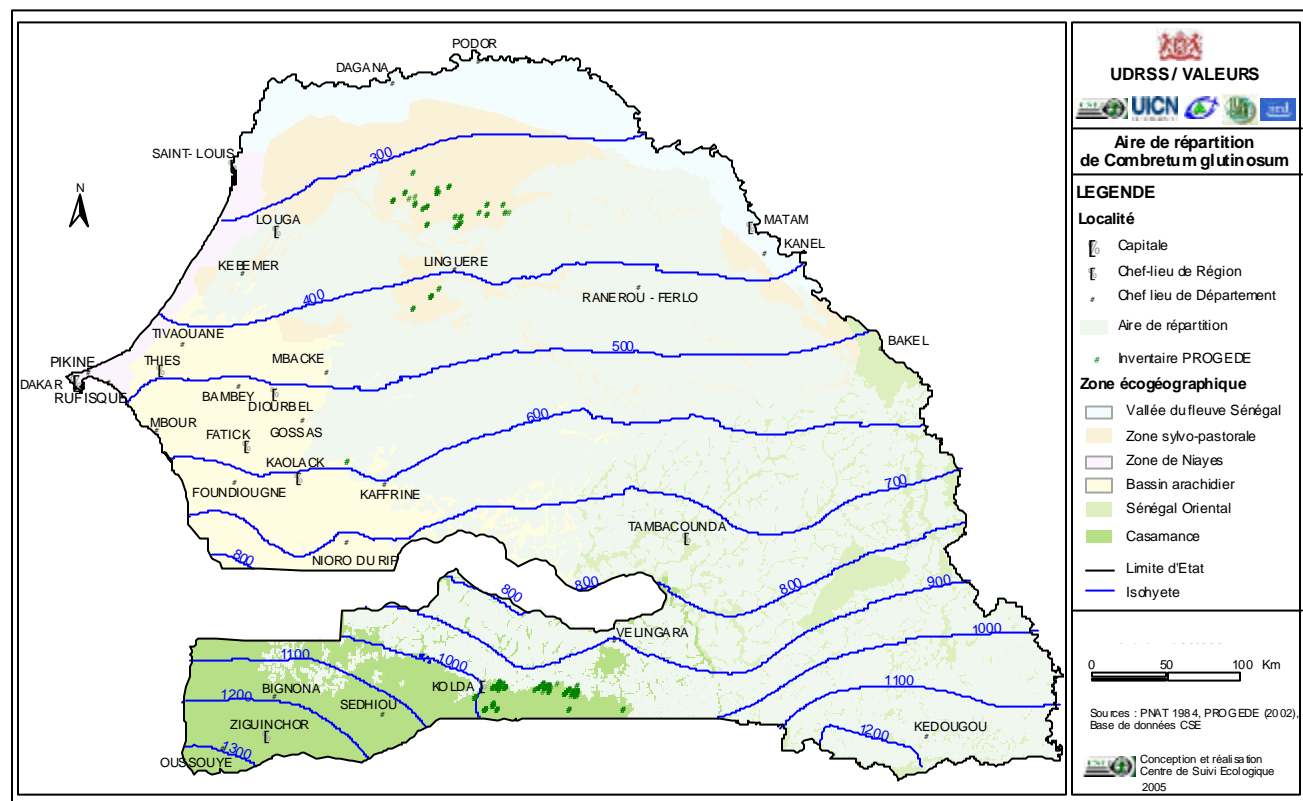 PODOR
DAGANA
SAINT- LOUIS
300
N
LOUGA
MATAM
KANEL
KEBEMER
LINGUERE
400
RANEROU - FERLO
TIVAOUANE
BAKEL
PIKINE
THIES
MBACKE
500
DAKAR
RUFISQUE
BAMBEY
DIOURBEL
MBOUR
FATICK
GOSSAS
600
KAOLACK
FOUNDIOUGNE
KAFFRINE
700
TAMBACOUNDA
800
NIORO DU RIP
800
800
800
900
VELINGARA
1000
1100
1000
BIGNONA
KOLDA
1200
SEDHIOU
1100
ZIGUINCHOR
KEDOUGOU
1200
1300
OUSSOUYE
UDRSS / VALEURS
UICN
Aire de répartition
de Combretum glutinosum
LEGENDE
Localité
Capitale
Chef-lieu de Région
Chef lieu de Département
Aire de répartition
Inventaire PROGEDE
Zone écogéographique
Vallée du fleuve Sénégal
Zone sylvo-pastorale
Zone de Niayes
Bassin arachidier
Sénégal Oriental
Casamance
Limite d'Etat
Isohyete
0 50 100 Km
Sources : PNAT 1984, PROGEDE (2002),
Base de données CSE
Conception et réalisation
Centre de Suivi Ecologique
2005